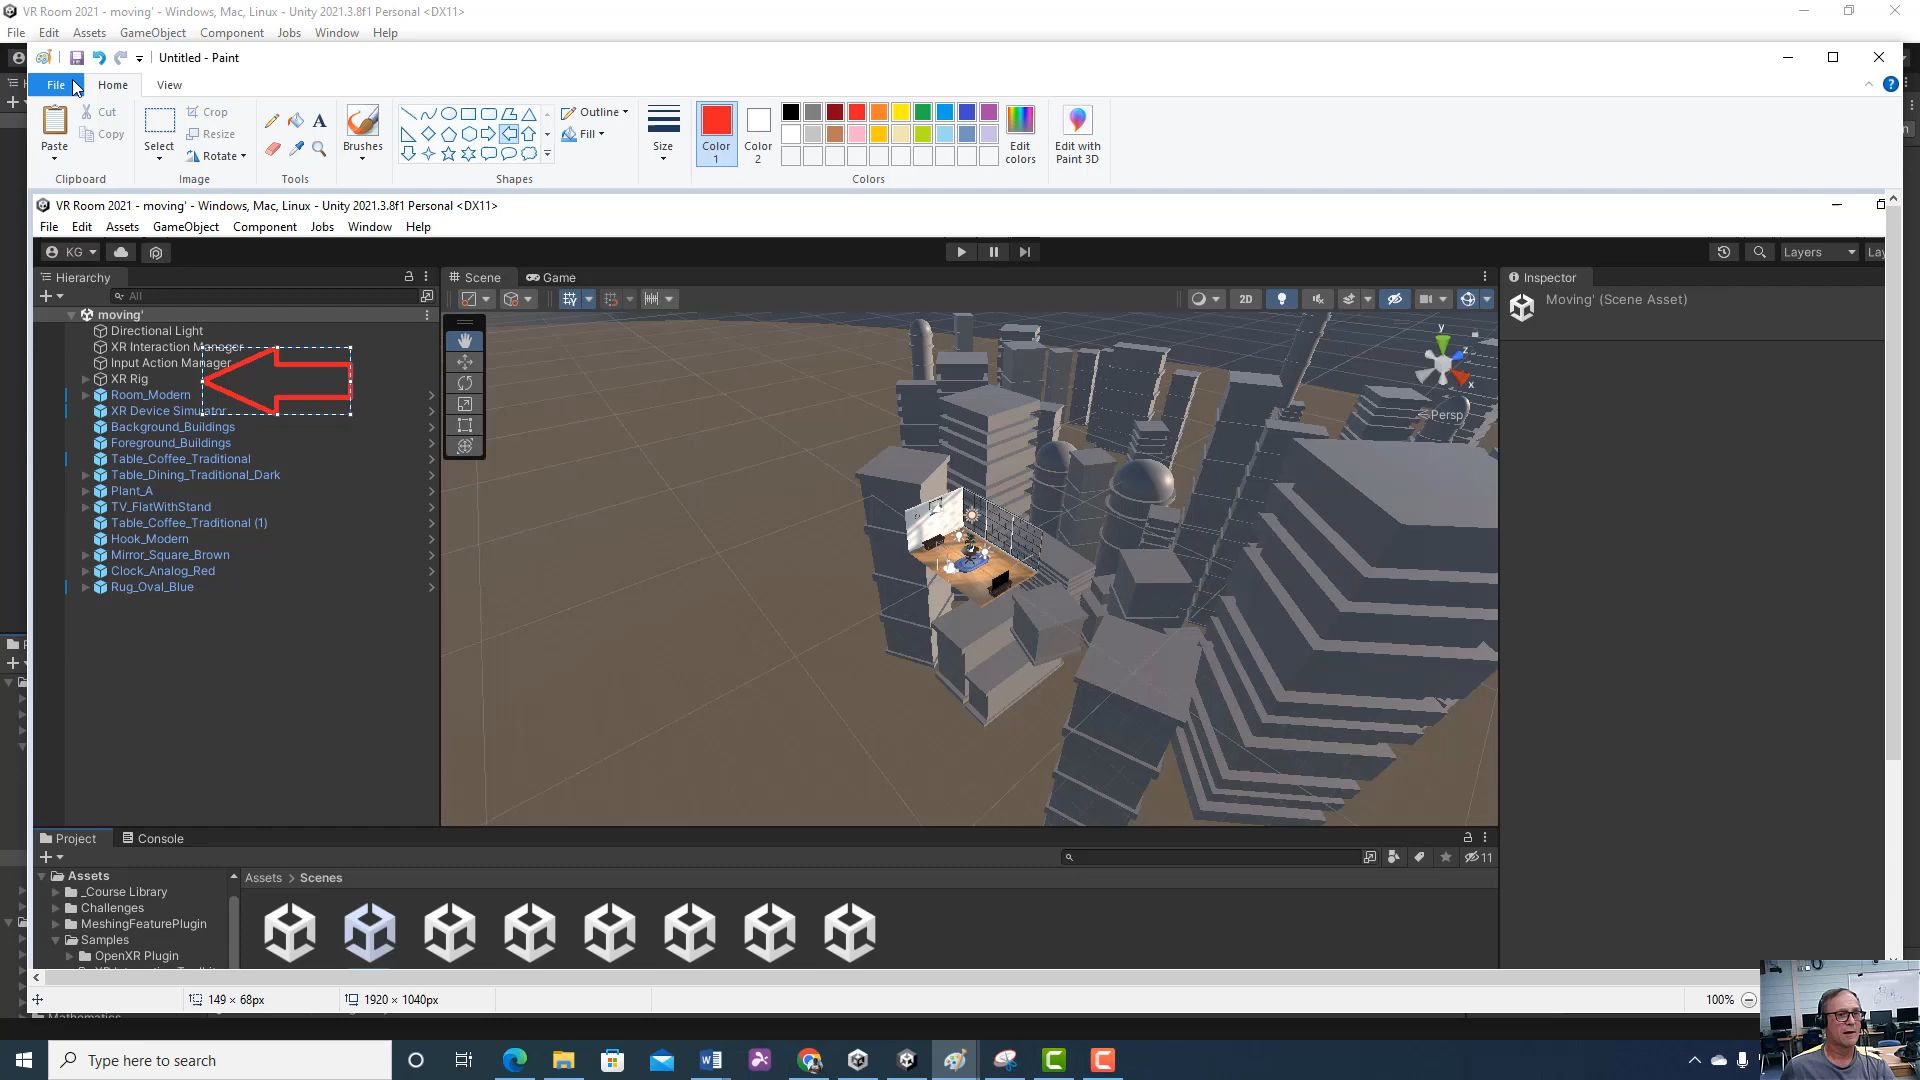 VR Room 2021 - moving' - Windows, Mac, Linux - Unity 2021.3.8f1 Personal <DX11>
File Edit Assets GameObject Component Jobs Window Help
Untitled - Paint
File Home View
Paste Cut Copy
Clipboard
Select Crop Resize Rotate
Image
Tools
Brushes
Shapes
Outline
Fill
Size
Color 1
Color 2
Edit colors
Colors
Edit with Paint 3D
VR Room 2021 - moving' - Windows, Mac, Linux - Unity 2021.3.8f1 Personal <DX11>
File Edit Assets GameObject Component Jobs Window Help
KG
Layers
Lay
Hierarchy
All
moving'
Directional Light
XR Interaction Manager
Input Action Manager
XR Rig
Room_Modern
XR Device Simulator
Background_Buildings
Foreground_Buildings
Table_Coffee_Traditional
Table_Dining_Traditional_Dark
Plant_A
TV_FlatWithStand
Table_Coffee_Traditional (1)
Hook_Modern
Mirror_Square_Brown
Clock_Analog_Red
Rug_Oval_Blue
Scene Game
2D
y
z
x
Persp
Inspector
Moving' (Scene Asset)
Project Console
11
Assets
_Course Library
Challenges
MeshingFeaturePlugin
Samples
OpenXR Plugin
Assets > Scenes
149 × 68px
1920 × 1040px
100%
Type here to search